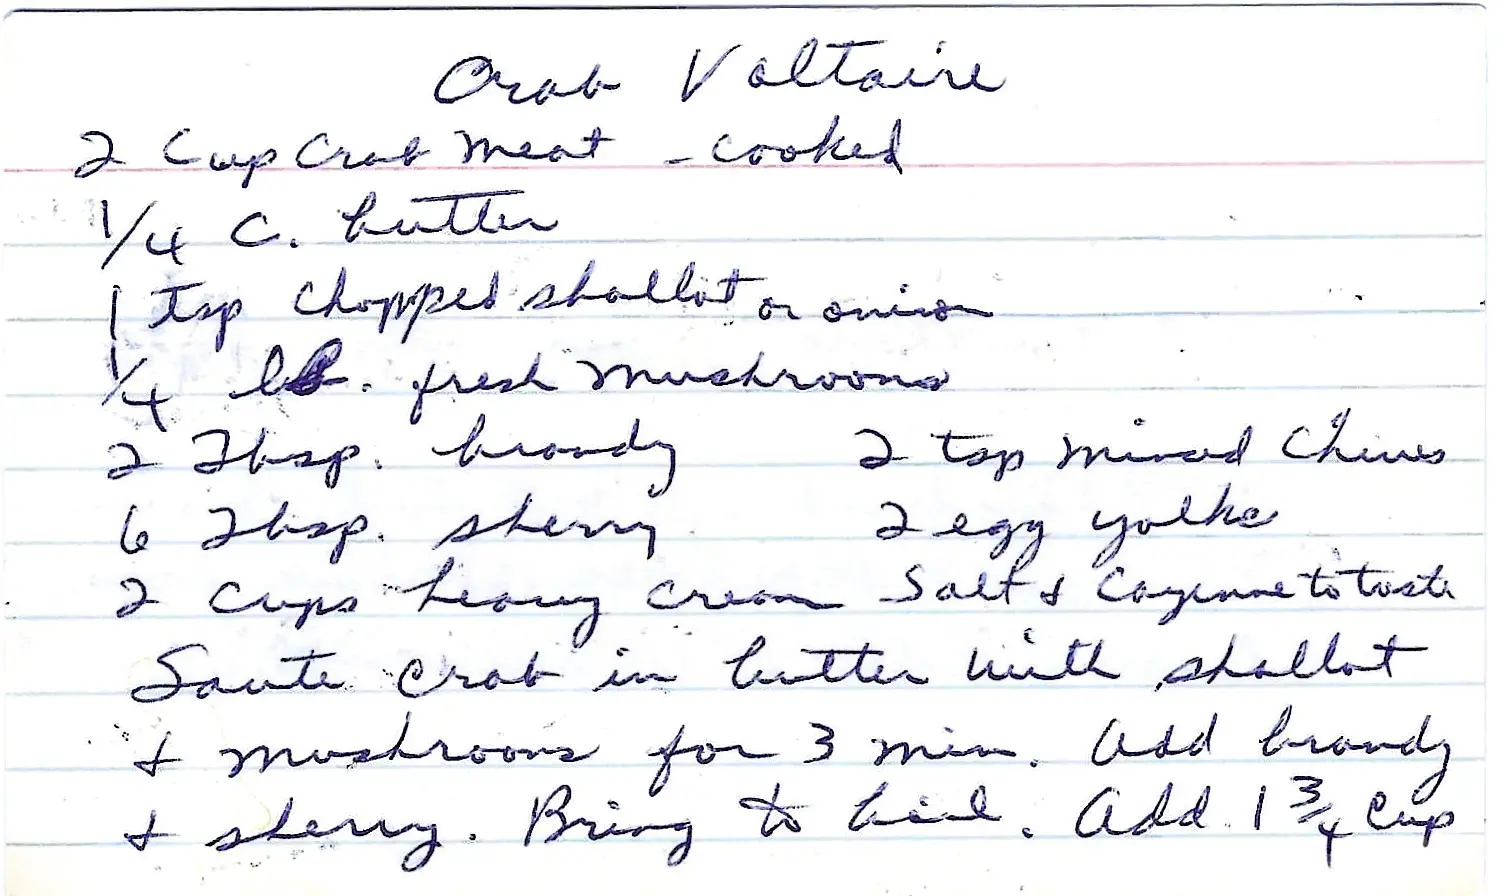 Crab Voltaire
2 Cup Crab Meat - cooked
1/4 C. butter
1 tsp chopped shallot or onion
1/4 lb. fresh mushrooms
2 Tbsp. brandy 2 tsp minced Chives
6 Tbsp. sherry 2 egg yolks
2 cups heavy cream Salt & Cayenne to taste
Saute crab in butter with shallot
& mushrooms for 3 min. Add brandy
& sherry. Bring to boil. Add 1 3/4 Cup